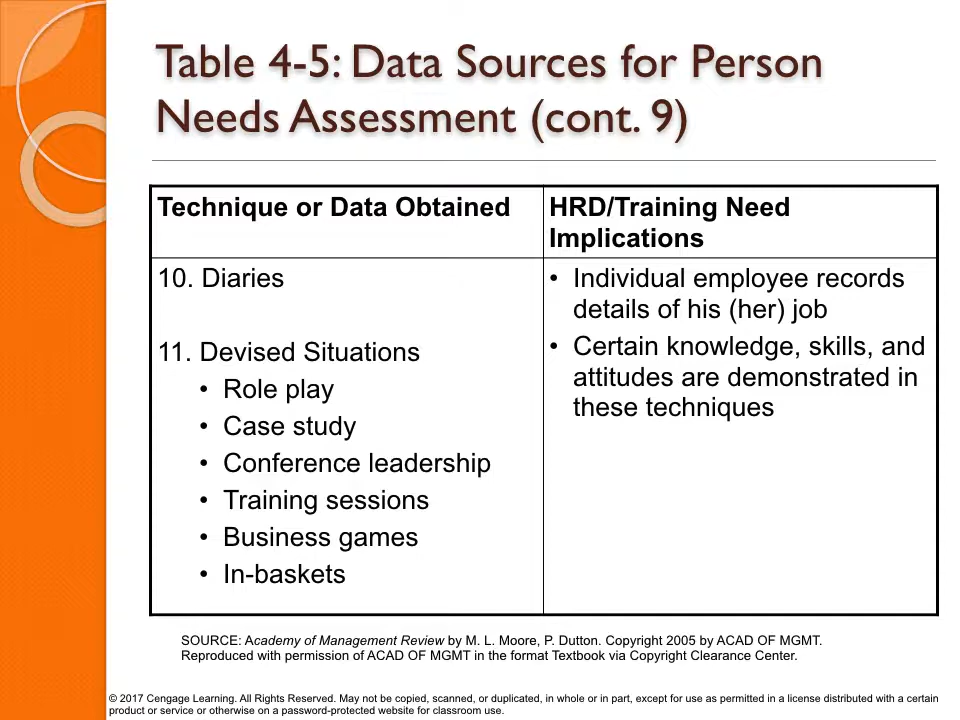 Table 4-5: Data Sources for Person
Needs Assessment (cont. 9)
Technique or Data Obtained
HRD/Training Need
Implications
10. Diaries
11. Devised Situations
• Role play
• Case study
• Conference leadership
• Training sessions
• Business games
• In-baskets
• Individual employee records
details of his (her) job
• Certain knowledge, skills, and
attitudes are demonstrated in
these techniques
SOURCE: Academy of Management Review by M. L. Moore, P. Dutton. Copyright 2005 by ACAD OF MGMT.
Reproduced with permission of ACAD OF MGMT in the format Textbook via Copyright Clearance Center.
© 2017 Cengage Learning. All Rights Reserved. May not be copied, scanned, or duplicated, in whole or in part, except for use as permitted in a license distributed with a certain
product or service or otherwise on a password-protected website for classroom use.